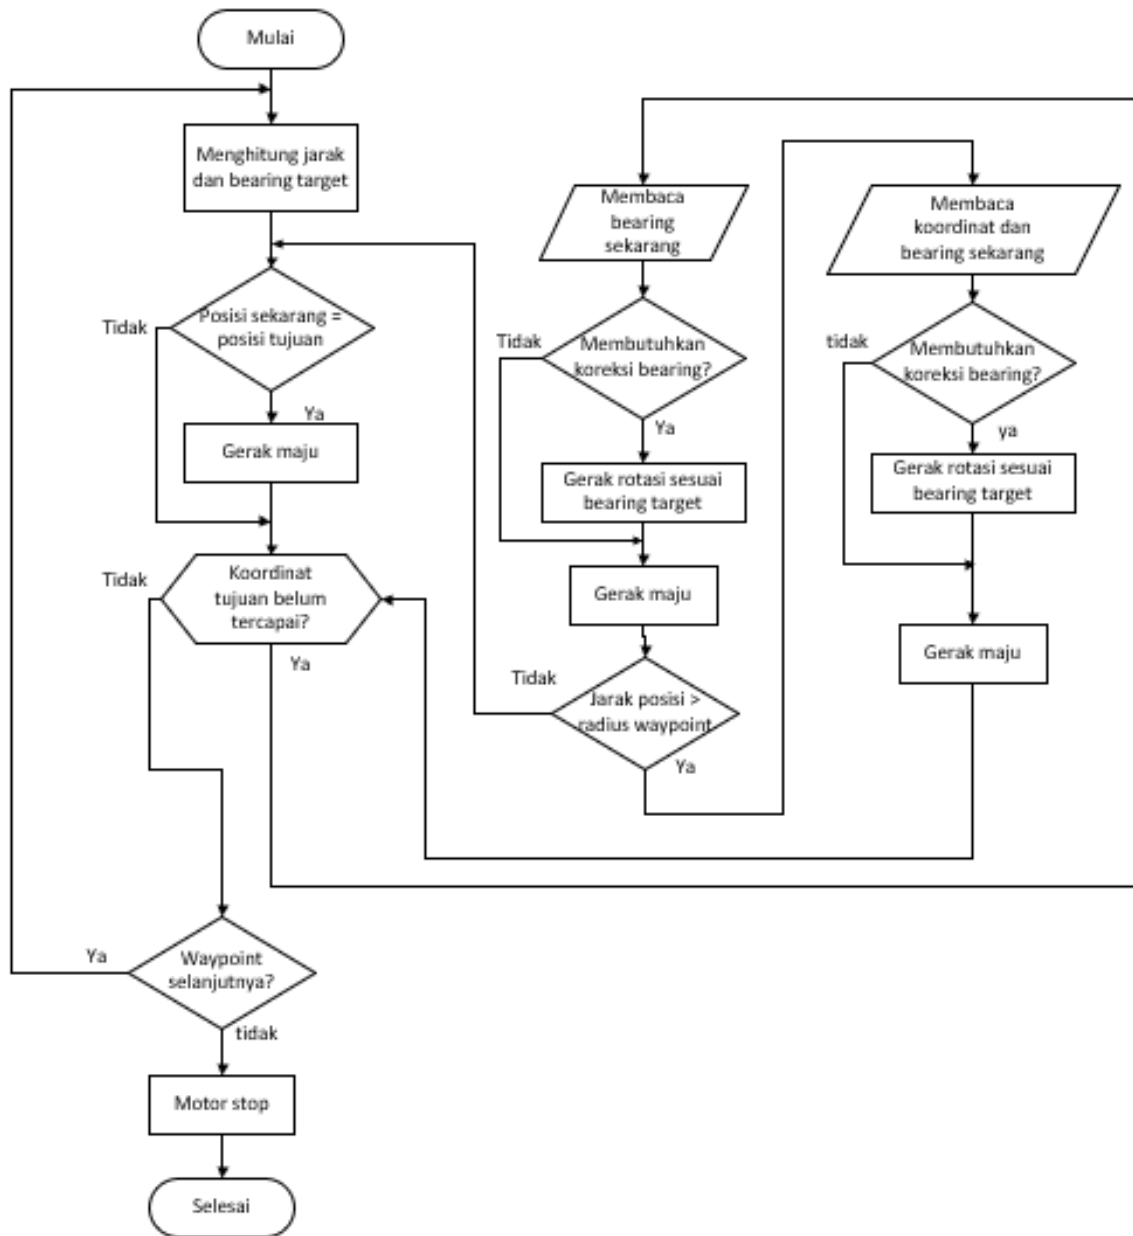 Mulai
Menghitung jarak
dan bearing target
Posisi sekarang =
posisi tujuan
Tidak
Ya
Gerak maju
Koordinat
tujuan belum
tercapai?
Tidak
Ya
Waypoint
selanjutnya?
Ya
tidak
Motor stop
Selesai
Membaca
bearing
sekarang
Tidak
Membutuhkan
koreksi bearing?
Ya
Gerak rotasi sesuai
bearing target
Gerak maju
Tidak
Jarak posisi >
radius waypoint
Ya
Membaca
koordinat dan
bearing sekarang
tidak
Membutuhkan
koreksi bearing?
ya
Gerak rotasi sesuai
bearing target
Gerak maju